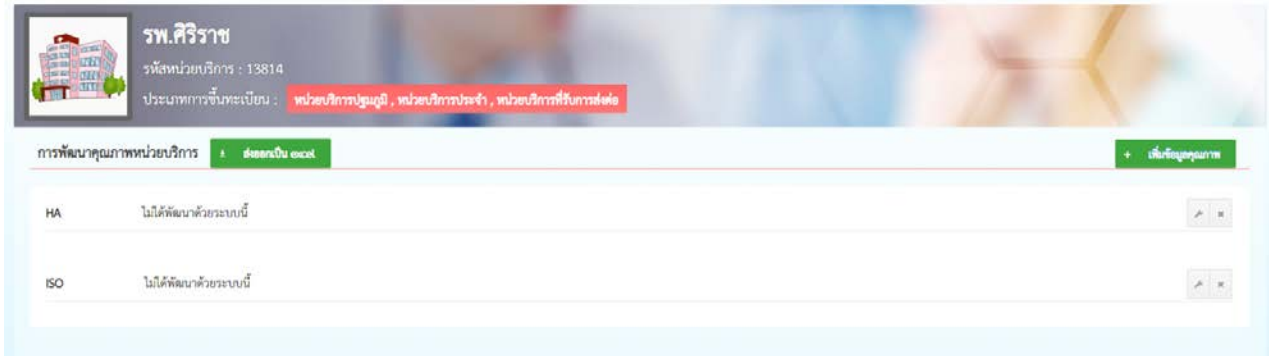 รพ.ศิริราช
รหัสหน่วยบริการ : 13814
ประเภทการขึ้นทะเบียน : หน่วยบริการปฐมภูมิ , หน่วยบริการประจำ , หน่วยบริการที่รับการส่งต่อ
การพัฒนาคุณภาพหน่วยบริการ ส่งออกเป็น excel + เพิ่มข้อมูลคุณภาพ
HA ไม่ได้พัฒนาด้วยระบบนี้
ISO ไม่ได้พัฒนาด้วยระบบนี้